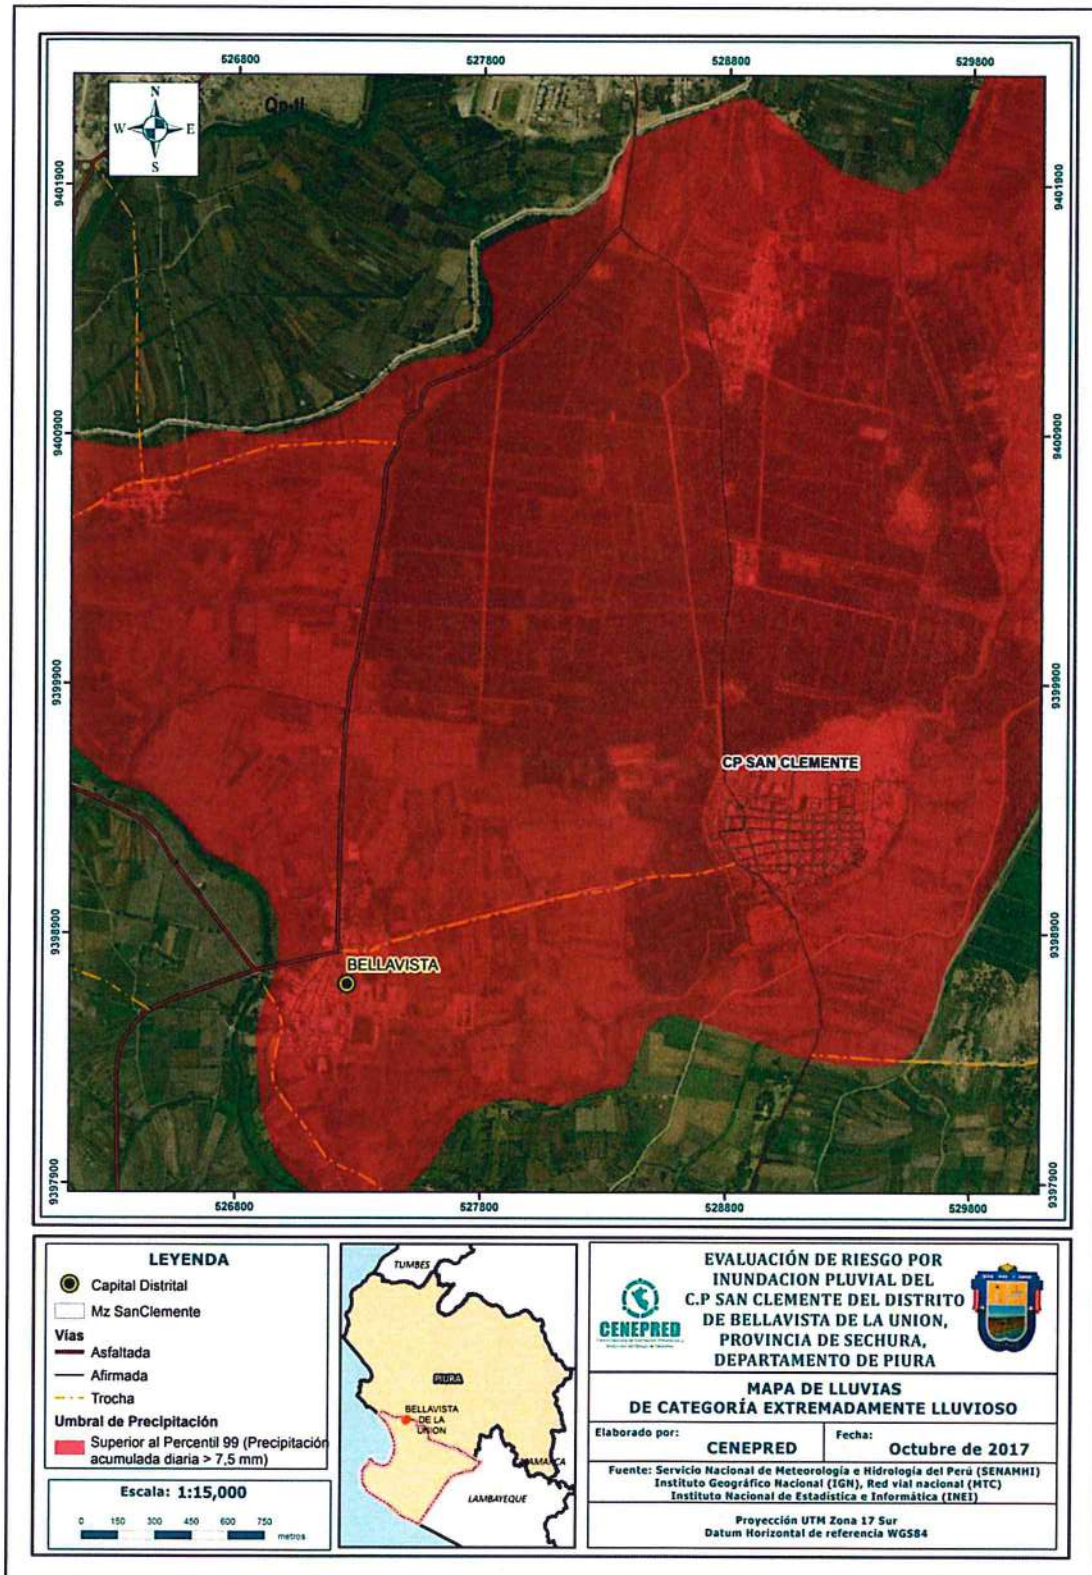 526800
527800
528800
529800
N
W
E
S
9401900
9401900
9400900
9400900
9399900
9399900
CP SAN CLEMENTE
9398900
9398900
BELLAVISTA
9397900
9397900
526800
527800
528800
529800
LEYENDA
Capital Distrital
Mz SanClemente
Vías
Asfaltada
Afirmada
Trocha
Umbral de Precipitación
Superior al Percentil 99 (Precipitación
acumulada diaria > 7,5 mm)
Escala: 1:15,000
0 150 300 450 600 750
metros
TUMBES
PIURA
BELLAVISTA
DE LA
UNION
LAMBAYEQUE
CENEPRED
EVALUACIÓN DE RIESGO POR
INUNDACION PLUVIAL DEL
C.P SAN CLEMENTE DEL DISTRITO
DE BELLAVISTA DE LA UNION,
PROVINCIA DE SECHURA,
DEPARTAMENTO DE PIURA
MAPA DE LLUVIAS
DE CATEGORÍA EXTREMADAMENTE LLUVIOSO
Elaborado por:
CENEPRED
Fecha:
Octubre de 2017
Fuente: Servicio Nacional de Meteorología e Hidrología del Perú (SENAMHI)
Instituto Geográfico Nacional (IGN), Red vial nacional (MTC)
Instituto Nacional de Estadística e Informática (INEI)
Proyección UTM Zona 17 Sur
Datum Horizontal de referencia WGS84